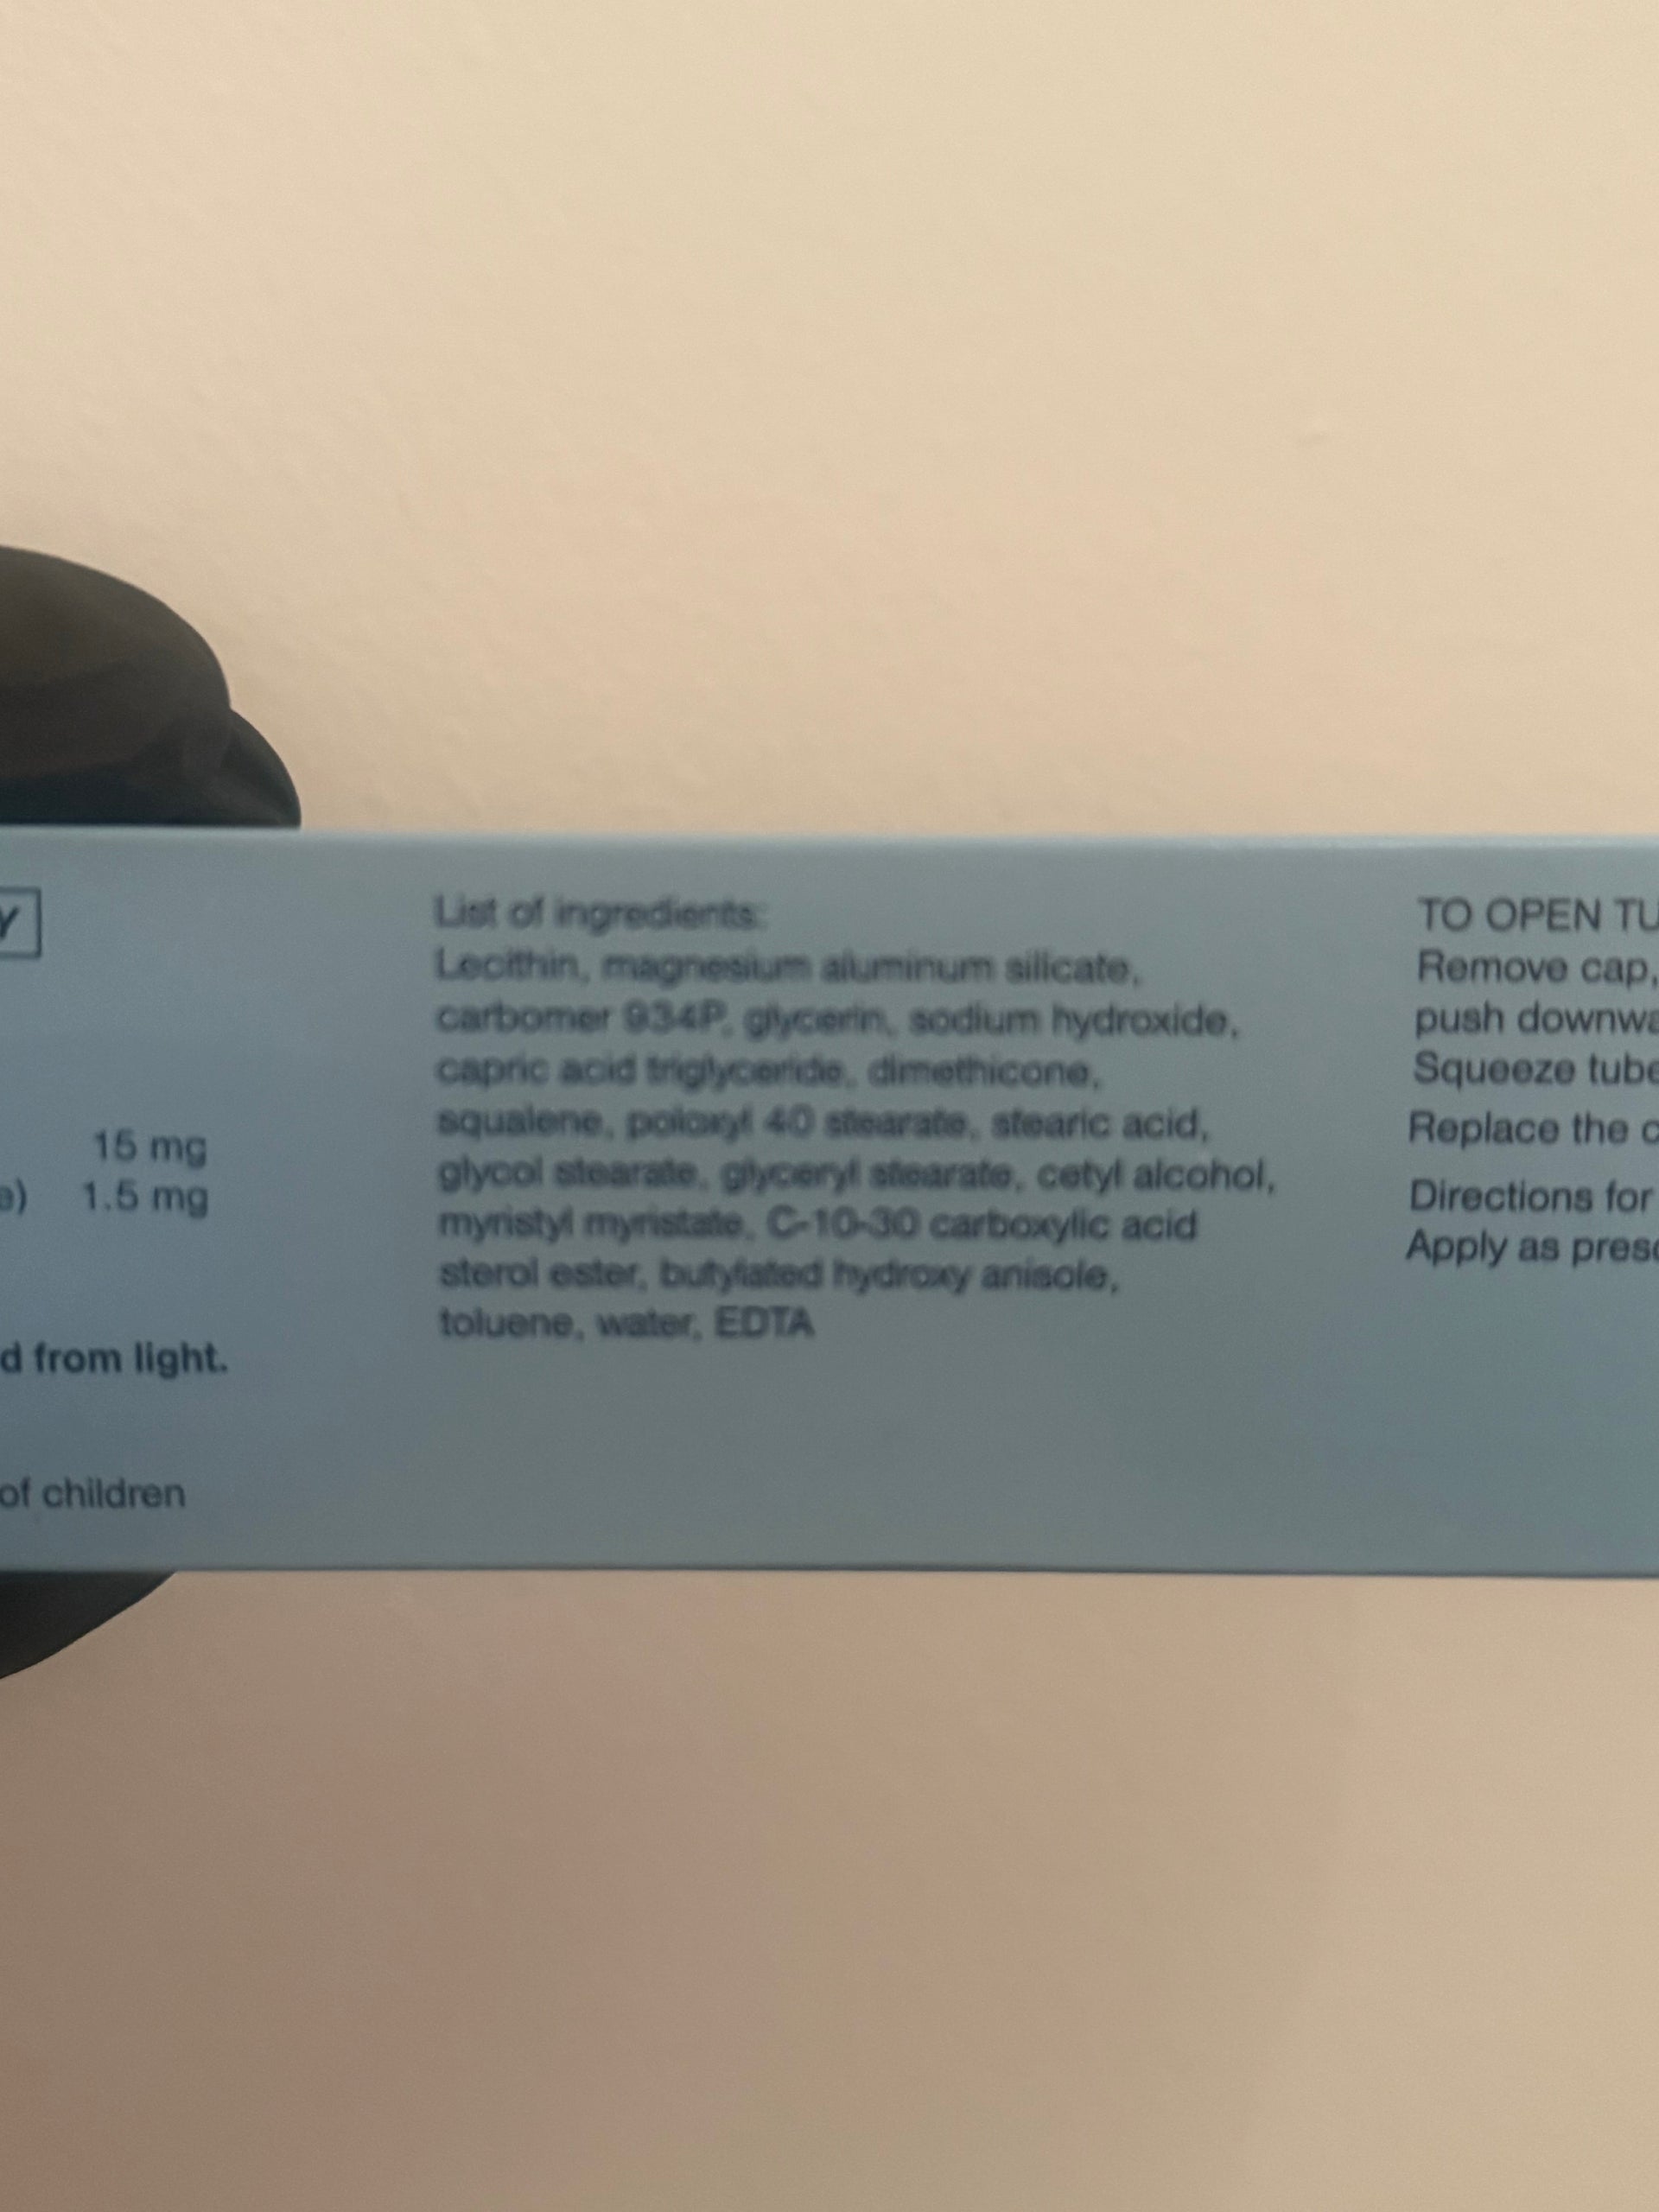 Y
15 mg
e) 1.5 mg
d from light.
of children
List of ingredients:
Lecithin, magnesium aluminum silicate,
carbomer 934P, glycerin, sodium hydroxide,
capric acid triglyceride, dimethicone,
squalene, poloxyl 40 stearate, stearic acid,
glycol stearate, glyceryl stearate, cetyl alcohol,
myristyl myristate, C-10-30 carboxylic acid
sterol ester, butylated hydroxy anisole,
toluene, water, EDTA
TO OPEN TU
Remove cap,
push downwa
Squeeze tube
Replace the c
Directions for
Apply as presc